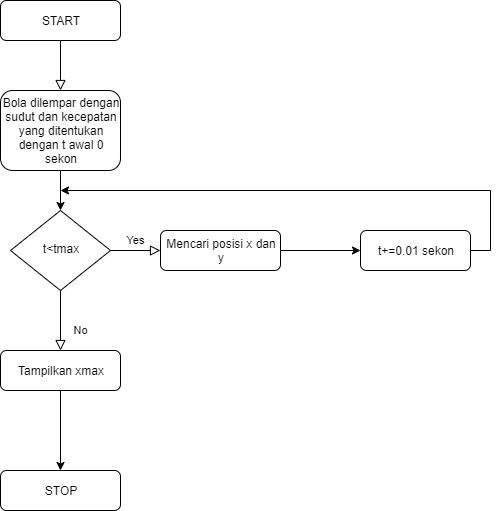 START
Bola dilempar dengan
sudut dan kecepatan
yang ditentukan
dengan t awal 0
sekon
t<tmax
Yes
Mencari posisi x dan
y
t+=0.01 sekon
No
Tampilkan xmax
STOP